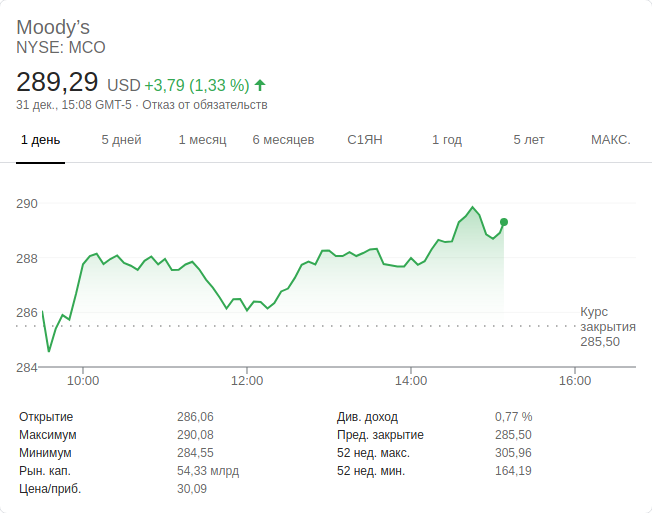 Moody’s
NYSE: MCO
289,29 USD +3,79 (1,33 %)
31 дек., 15:08 GMT-5 · Отказ от обязательств
1 день 5 дней 1 месяц 6 месяцев С1ЯН 1 год 5 лет МАКС.
290
288
286
284
Курс
закрытия
285,50
10:00 12:00 14:00 16:00
Открытие 286,06
Максимум 290,08
Минимум 284,55
Рын. кап. 54,33 млрд
Цена/приб. 30,09
Див. доход 0,77 %
Пред. закрытие 285,50
52 нед. макс. 305,96
52 нед. мин. 164,19